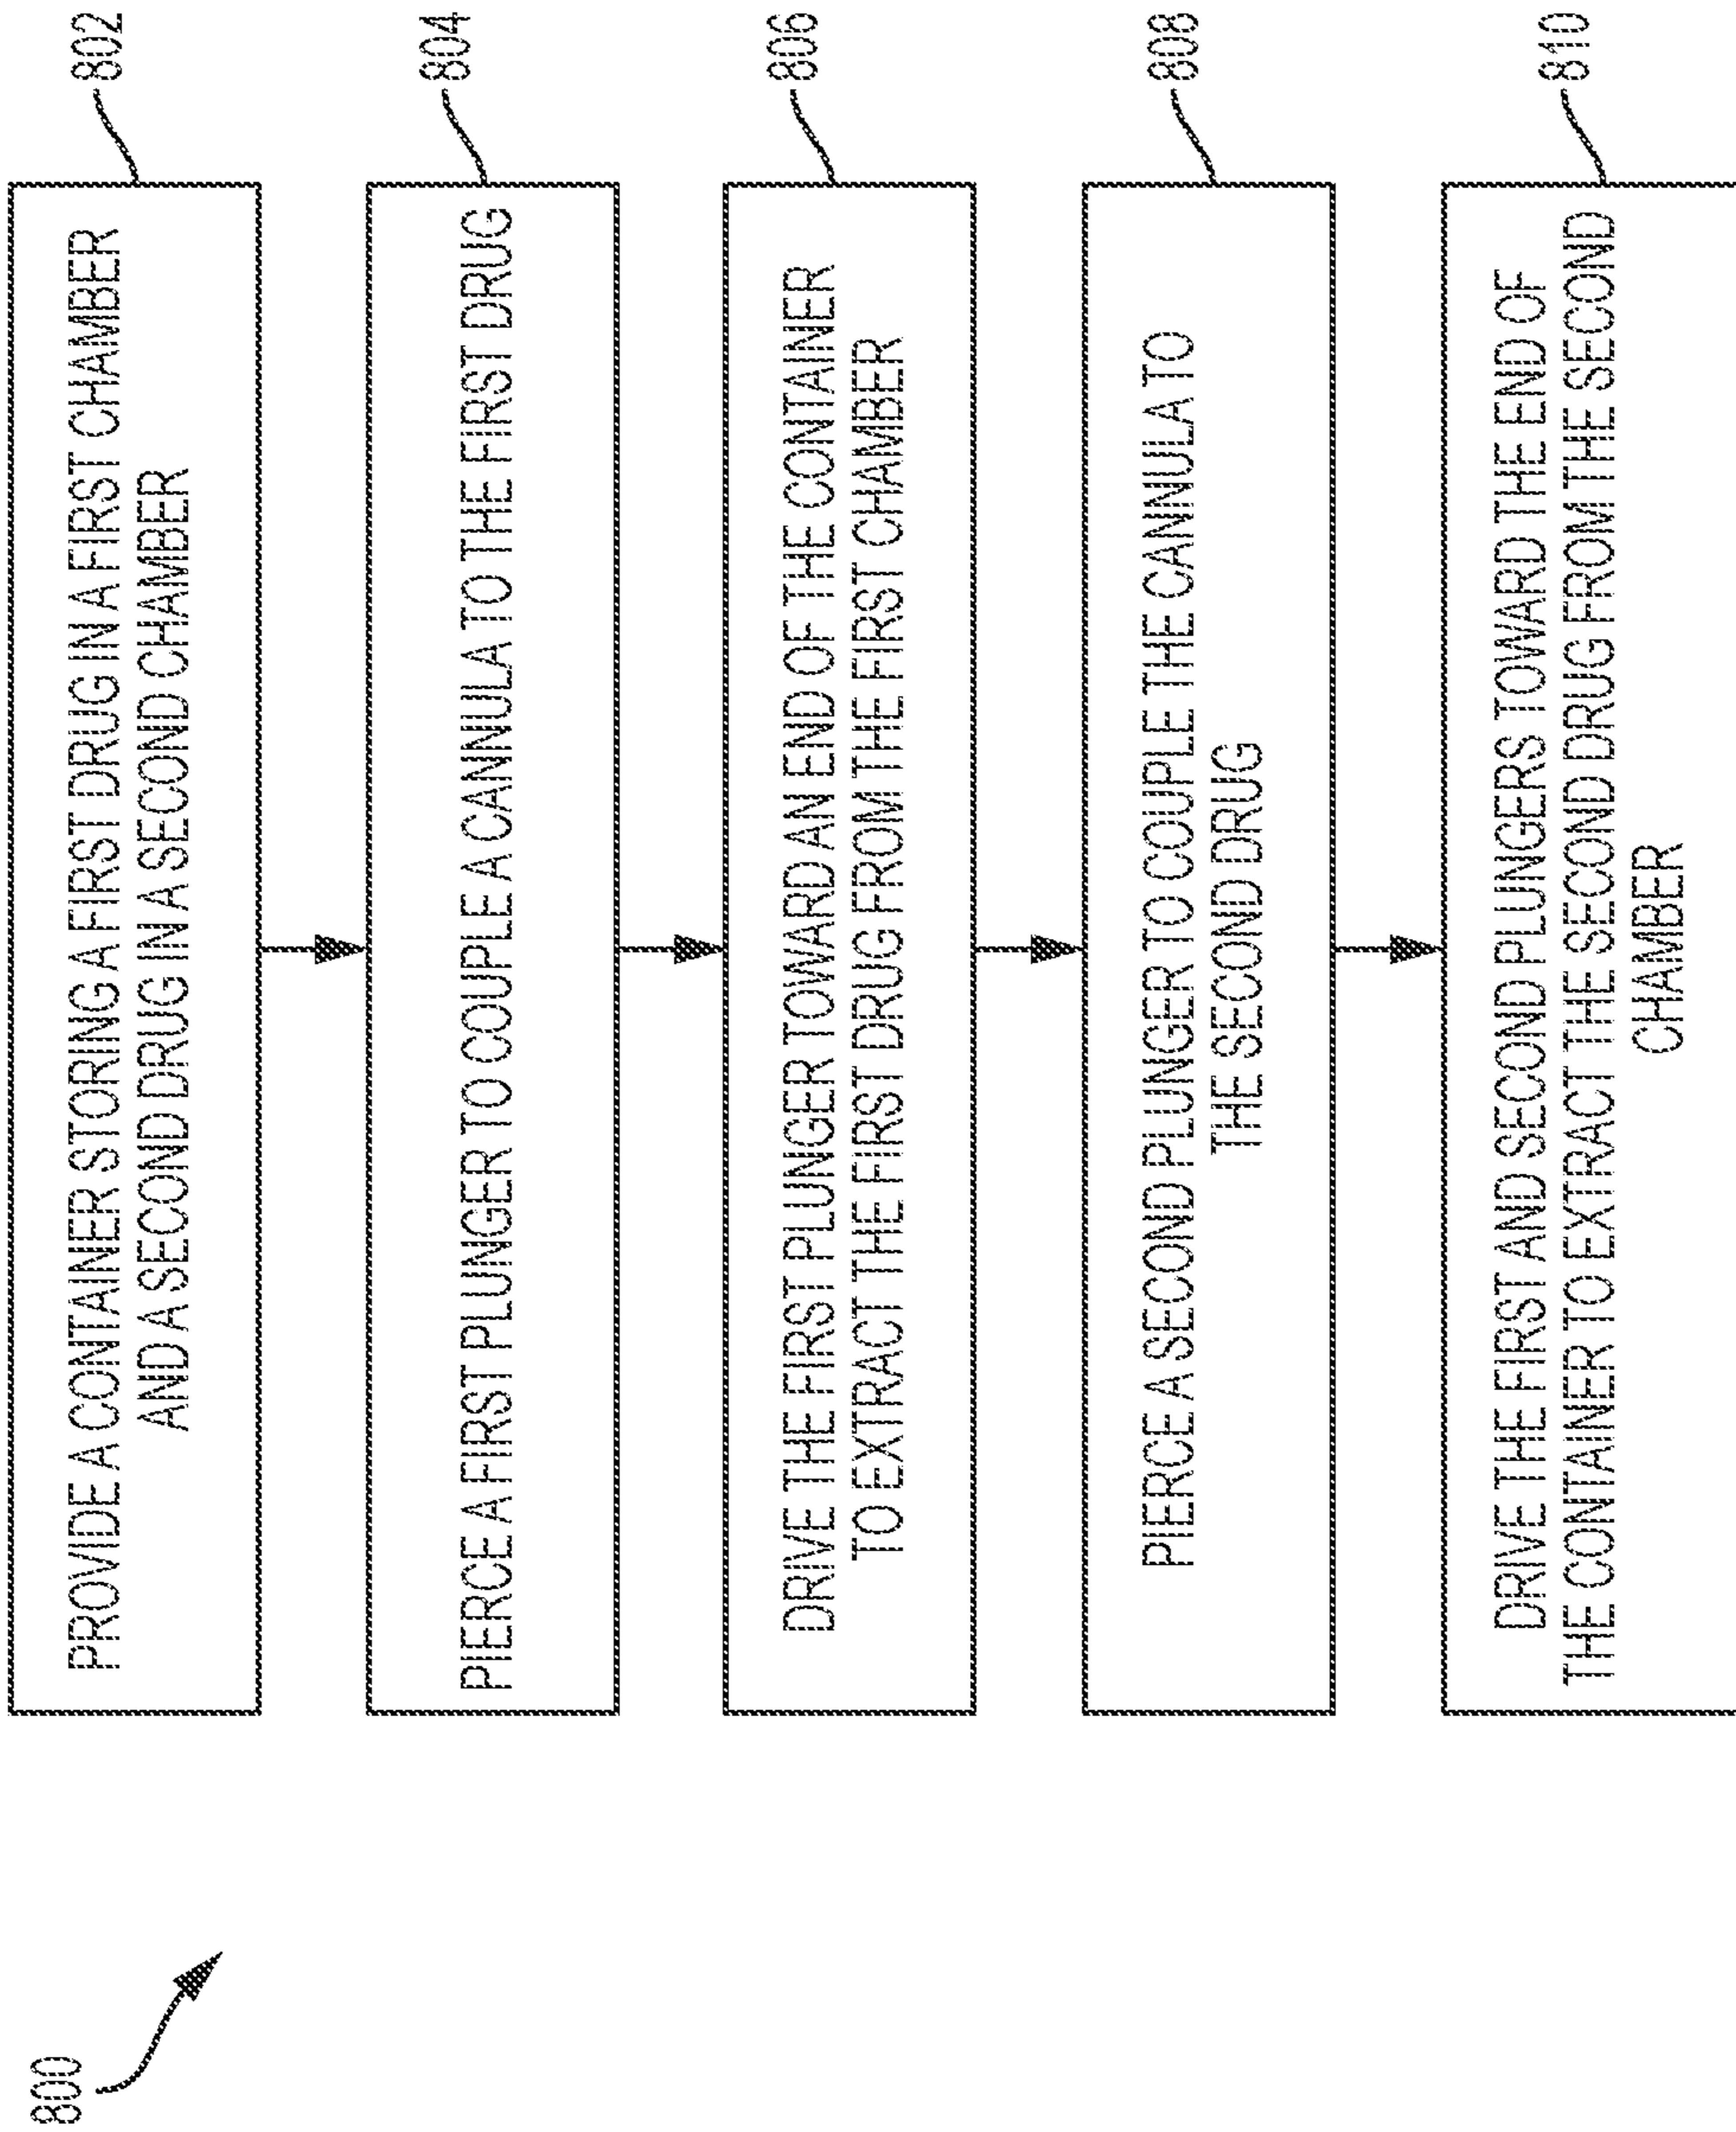 800
PROVIDE A CONTAINER STORING A FIRST DRUG IN A FIRST CHAMBER
AND A SECOND DRUG IN A SECOND CHAMBER
802
PIERCE A FIRST PLUNGER TO COUPLE A CANNULA TO THE FIRST DRUG
804
DRIVE THE FIRST PLUNGER TOWARD AN END OF THE CONTAINER
TO EXTRACT THE FIRST DRUG FROM THE FIRST CHAMBER
806
PIERCE A SECOND PLUNGER TO COUPLE THE CANNULA TO
THE SECOND DRUG
808
DRIVE THE FIRST AND SECOND PLUNGERS TOWARD THE END OF
THE CONTAINER TO EXTRACT THE SECOND DRUG FROM THE SECOND
CHAMBER
810